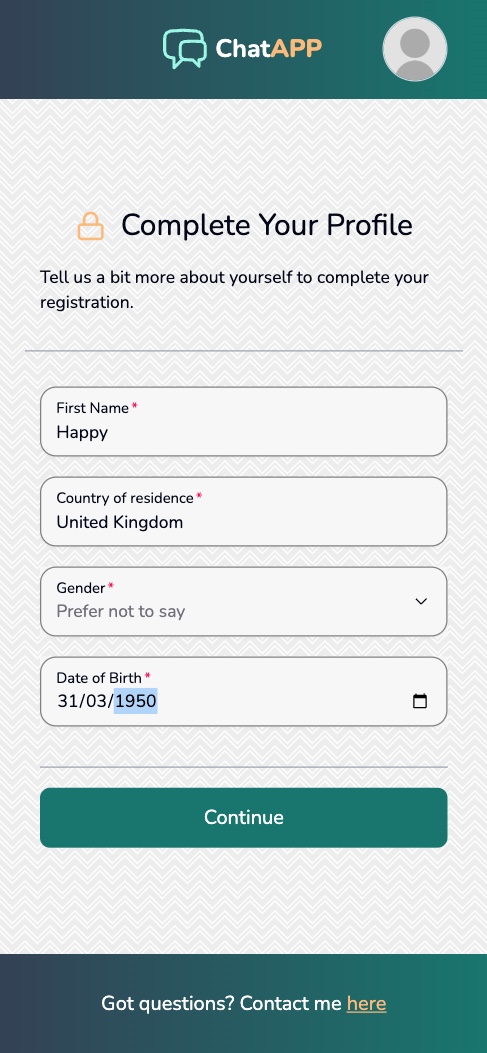 ChatAPP
Complete Your Profile
Tell us a bit more about yourself to complete your
registration.
First Name *
Happy
Country of residence *
United Kingdom
Gender *
Prefer not to say
Date of Birth *
31/03/1950
Continue
Got questions? Contact me here